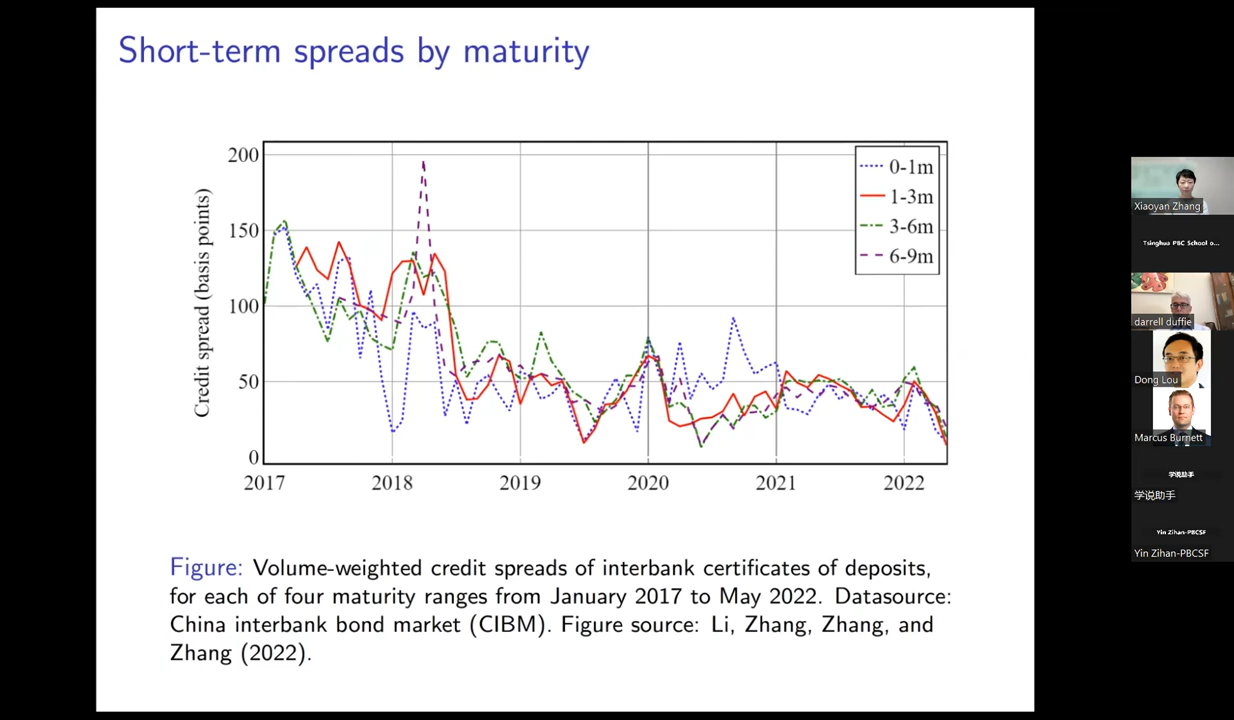 Short-term spreads by maturity
200
150
100
50
0
Credit spread (basis points)
0-1m
1-3m
3-6m
6-9m
2017 2018 2019 2020 2021 2022
Figure: Volume-weighted credit spreads of interbank certificates of deposits,
for each of four maturity ranges from January 2017 to May 2022. Datasource:
China interbank bond market (CIBM). Figure source: Li, Zhang, Zhang, and
Zhang (2022).
Xiaoyan Zhang
Tsinghua PBC School o...
darrell duffie
Dong Lou
Marcus Burnett
学说助手
学说助手
Yin Zihan-PBCSF
Yin Zihan-PBCSF